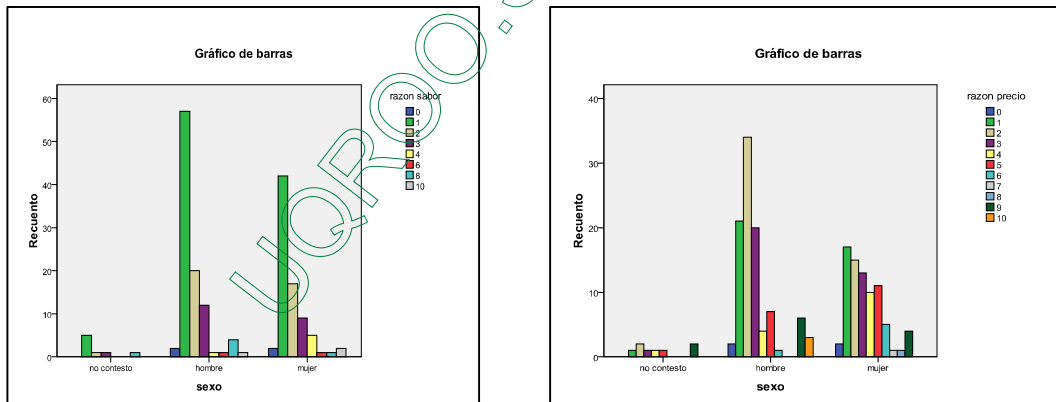 Gráfico de barras
60
50
40
30
20
10
0
Recuento
no contesto
hombre
mujer
sexo
razon sabor
0
1
2
3
4
6
8
10
UQROO.
Gráfico de barras
40
30
20
10
0
Recuento
no contesto
hombre
mujer
sexo
razon precio
0
1
2
3
4
5
6
7
8
9
10